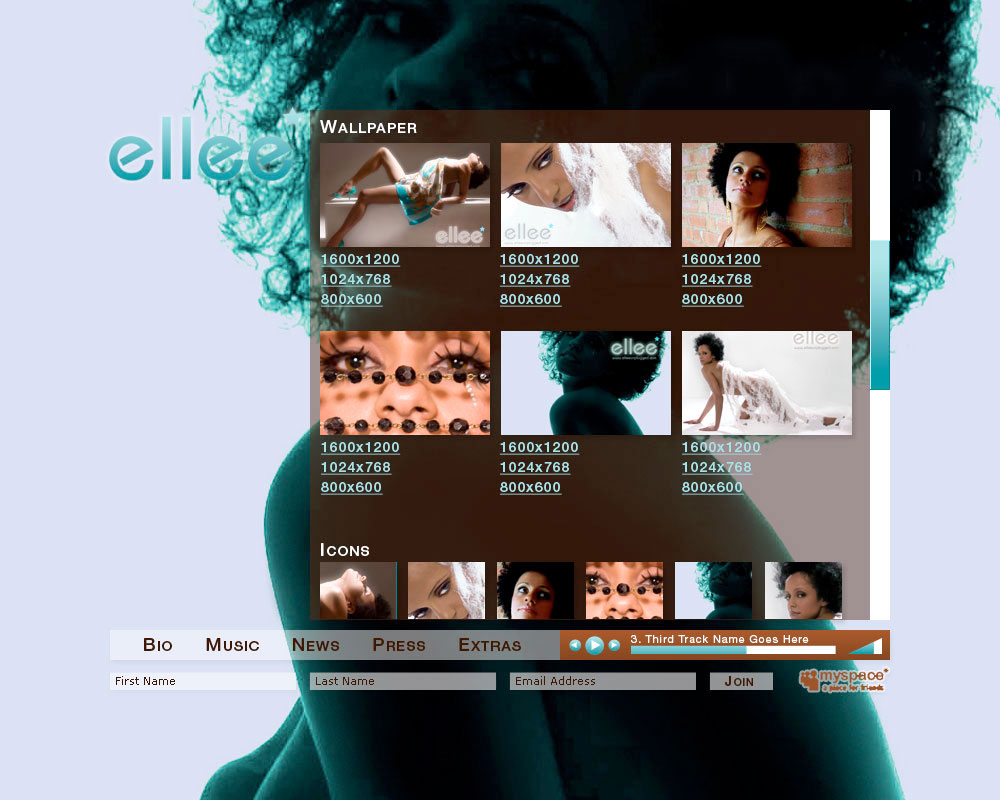 ellee*
WALLPAPER
ellee*
ellee*
1600x1200
1024x768
800x600
1600x1200
1024x768
800x600
1600x1200
1024x768
800x600
ellee*
ellee
1600x1200
1024x768
800x600
1600x1200
1024x768
800x600
1600x1200
1024x768
800x600
ICONS
BIO MUSIC NEWS PRESS EXTRAS
3. Third Track Name Goes Here
First Name Last Name Email Address JOIN
myspace
a place for friends